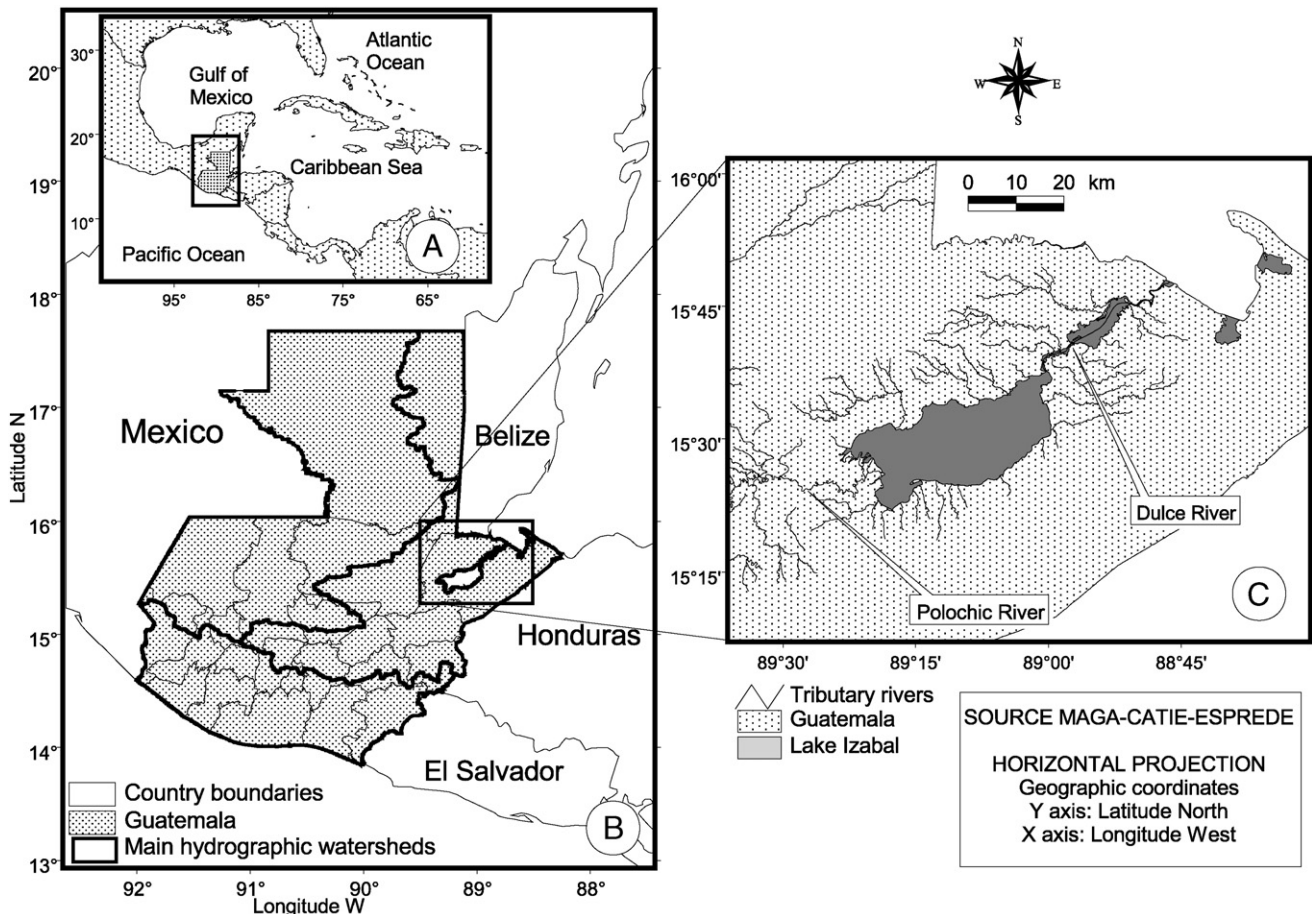 30°
20°
10°
95°
85°
75°
65°
Atlantic
Ocean
Gulf of
Mexico
Caribbean Sea
Pacific Ocean
A
20°
19°
18°
17°
16°
15°
14°
13°
Latitude N
Mexico
Belize
Honduras
El Salvador
Country boundaries
Guatemala
Main hydrographic watersheds
B
92°
91°
90°
89°
88°
Longitude W
N
W
E
S
0 10 20 km
16°00'
15°45'
15°30'
15°15'
Dulce River
Polochic River
C
89°30'
89°15'
89°00'
88°45'
Tributary rivers
Guatemala
Lake Izabal
SOURCE MAGA-CATIE-ESPREDE
HORIZONTAL PROJECTION
Geographic coordinates
Y axis: Latitude North
X axis: Longitude West